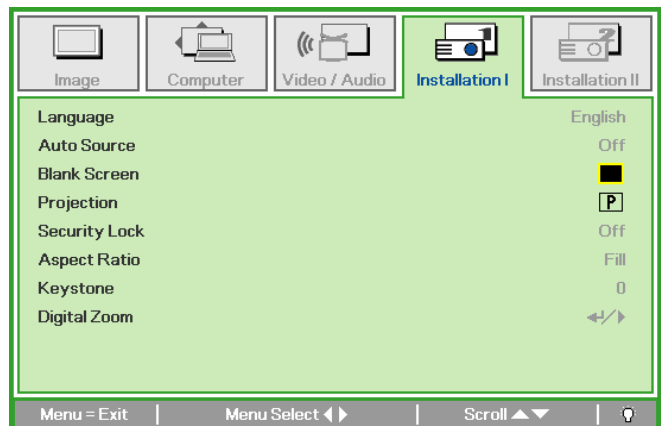 Image Computer Video / Audio Installation I Installation II
Language English
Auto Source Off
Blank Screen
Projection P
Security Lock Off
Aspect Ratio Fill
Keystone 0
Digital Zoom
Menu = Exit Menu Select Scroll